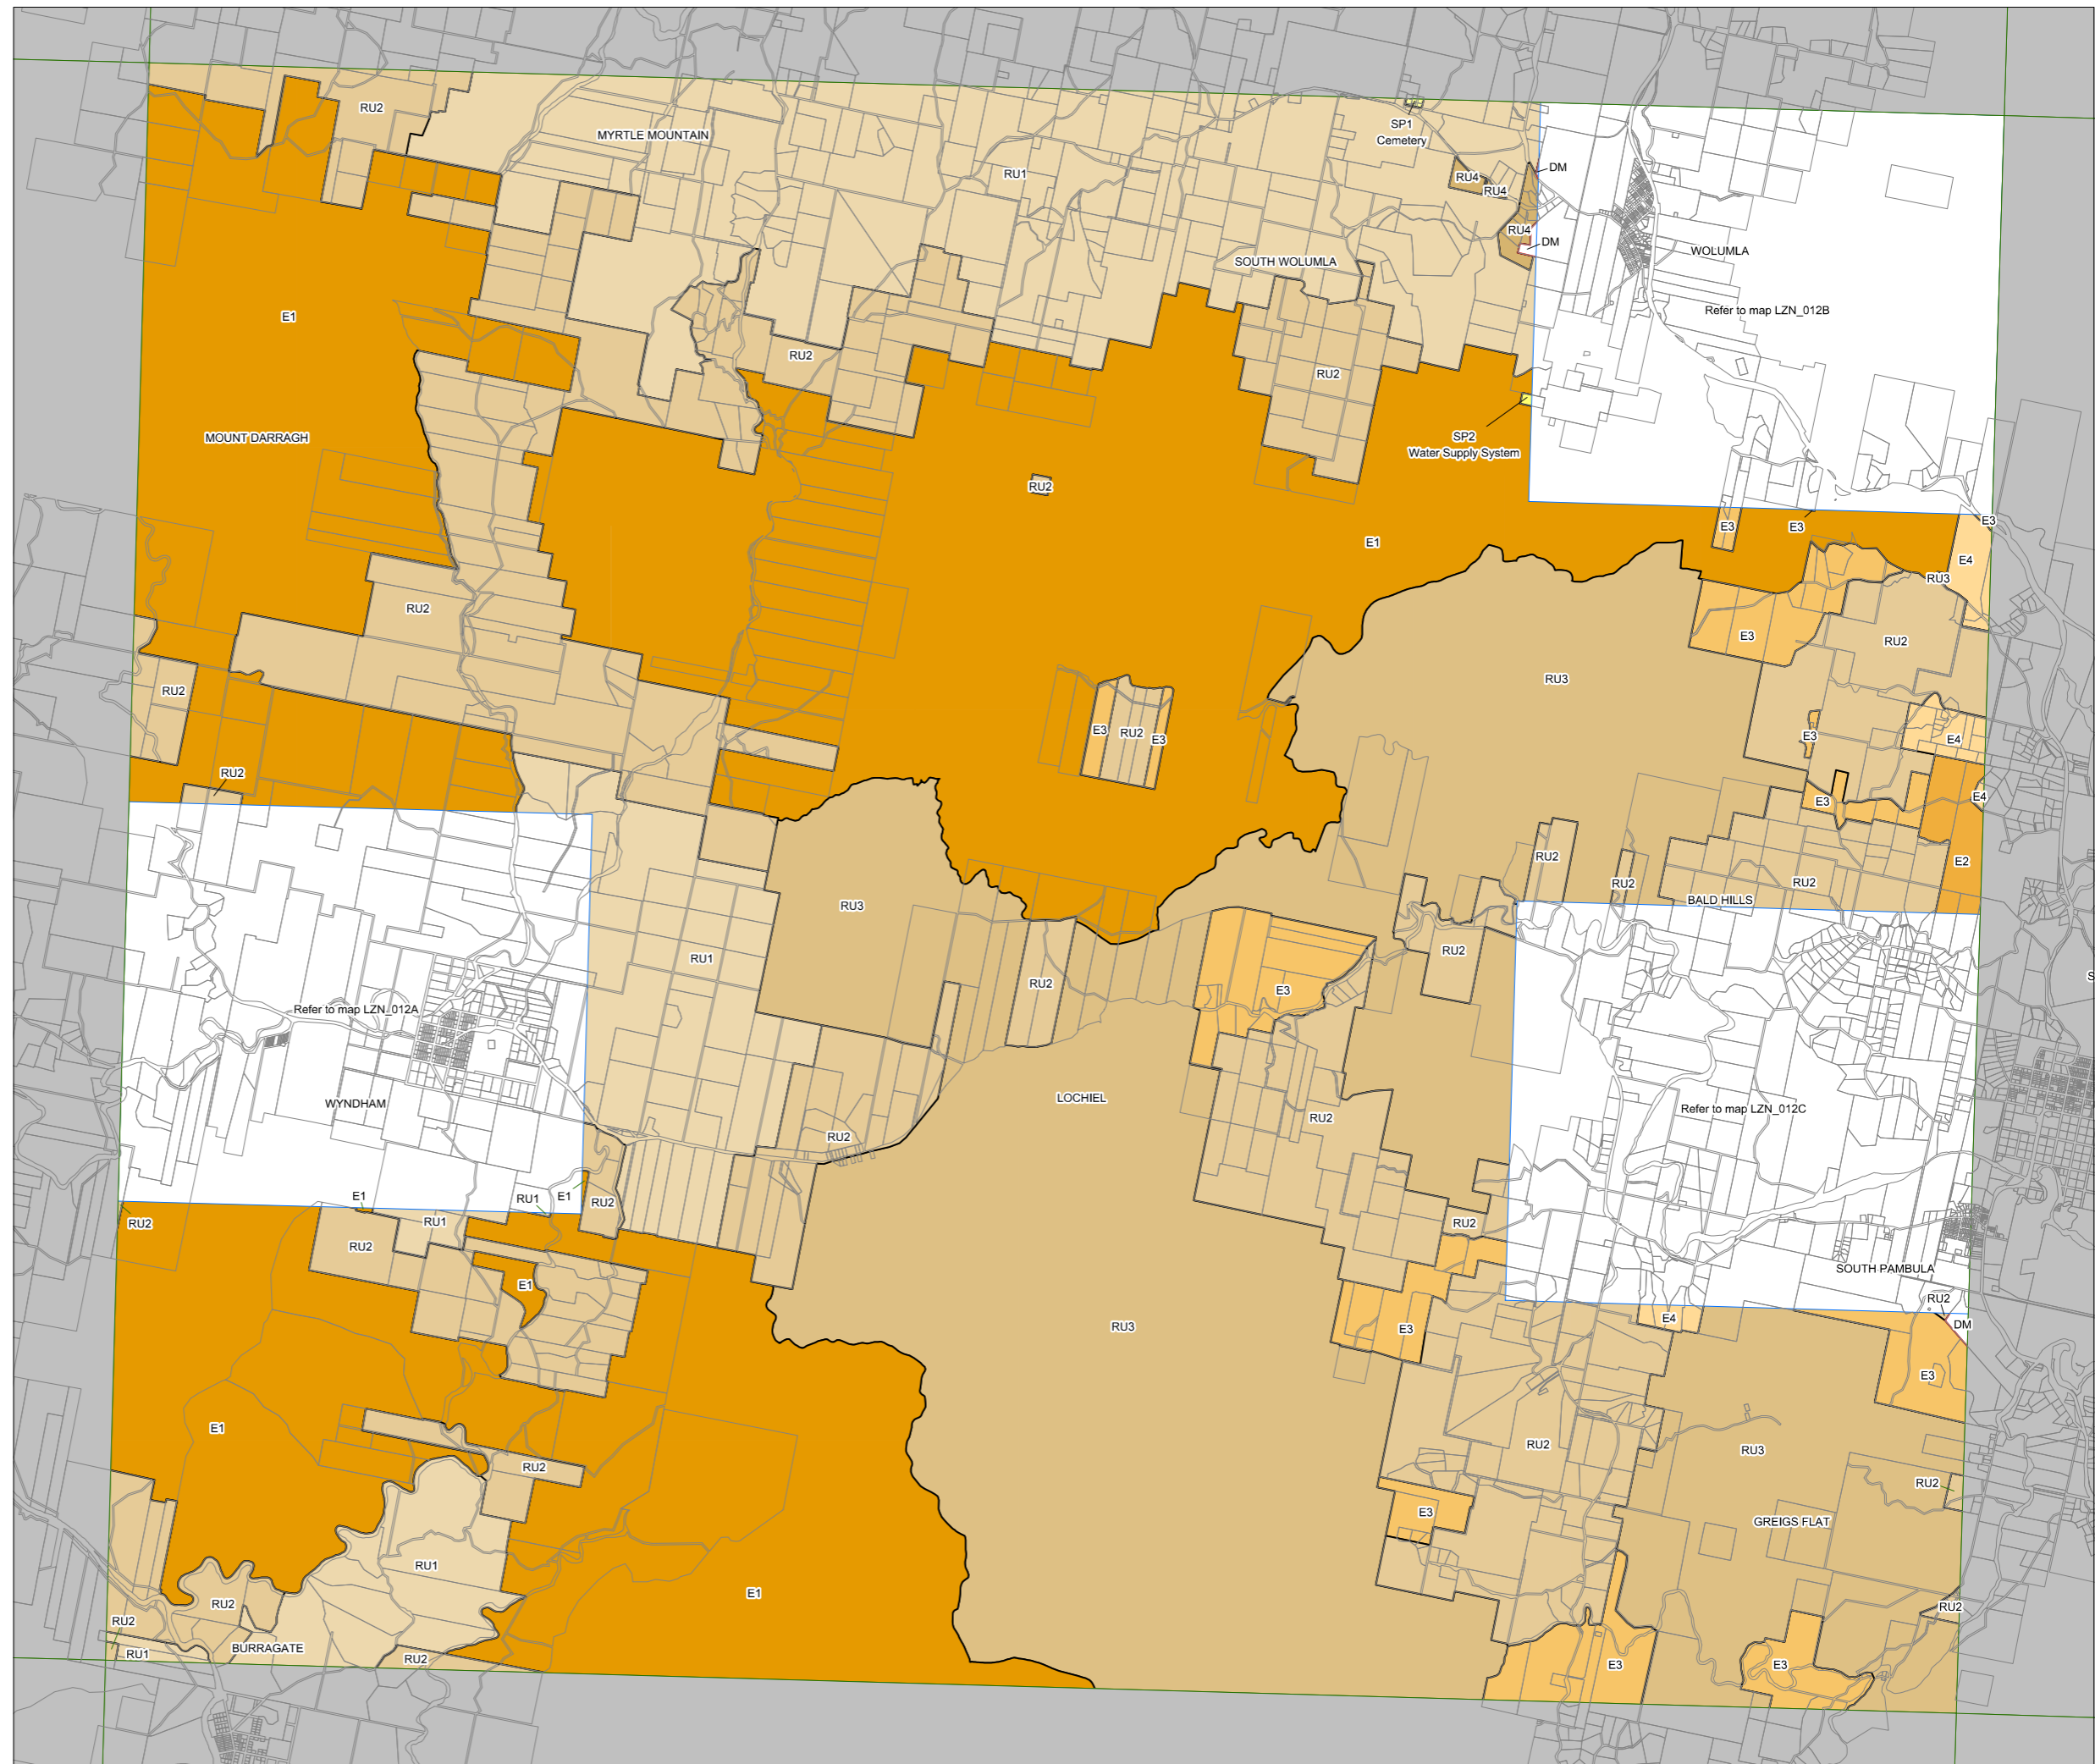 RU2
MYRTLE MOUNTAIN
SP1
Cemetery
RU1
DM
RU4
RU4
RU4
DM
WOLUMLA
SOUTH WOLUMLA
Refer to map LZN_012B
E1
RU2
RU2
MOUNT DARRAGH
SP2
Water Supply System
RU2
E3
E3
E3
E1
E4
RU3
RU2
E3
RU2
RU3
RU2
E3
RU2
E3
E3
E4
RU2
E3
E4
RU2
E2
RU2
RU2
BALD HILLS
RU3
RU2
RU1
S
RU2
E3
Refer to map LZN_012A
LOCHIEL
WYNDHAM
Refer to map LZN_012C
RU2
RU2
E1
RU1
E1
RU2
RU2
RU1
RU2
RU2
SOUTH PAMBULA
E1
RU2
E4
DM
RU3
E3
E3
E1
RU2
RU3
RU2
RU2
E3
GREIGS FLAT
RU1
E1
RU2
RU2
RU2
BURRAGATE
RU1
RU2
E3
E3